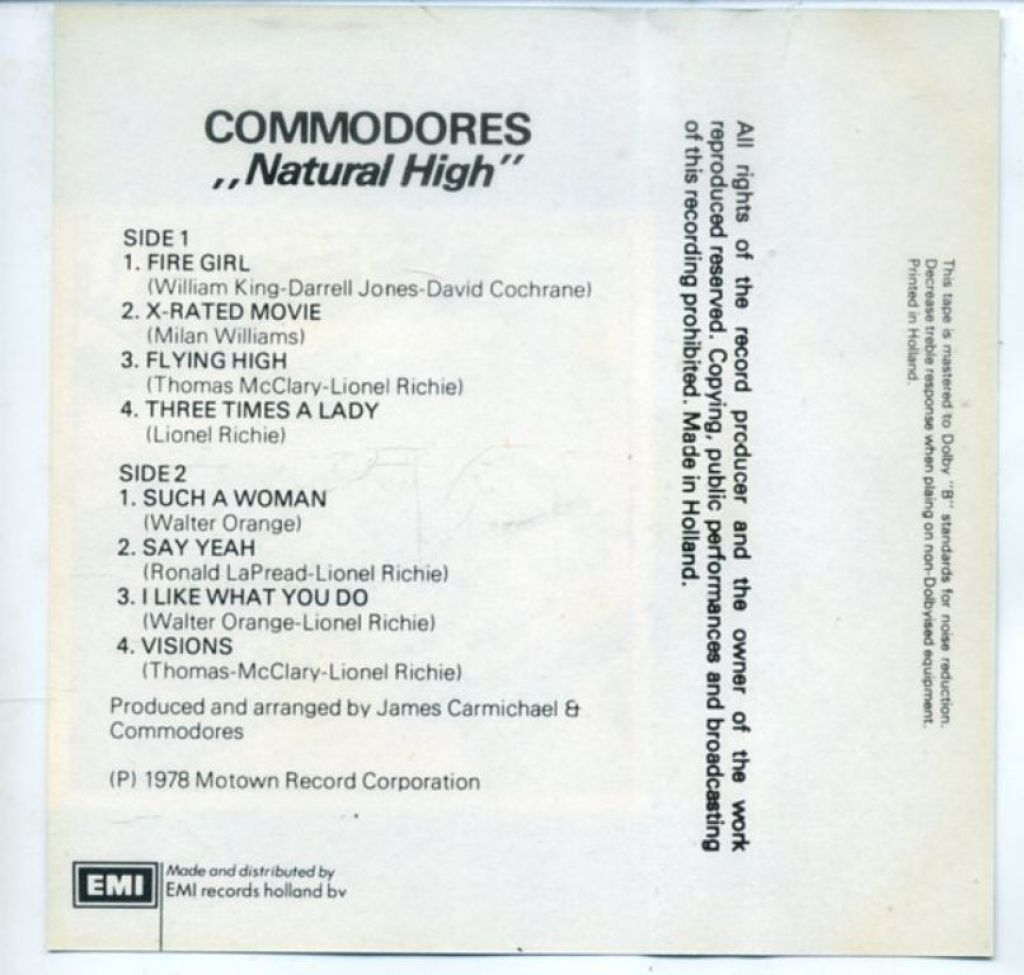 COMMODORES
,,Natural High''
SIDE 1
1. FIRE GIRL
(William King-Darrell Jones-David Cochrane)
2. X-RATED MOVIE
(Milan Williams)
3. FLYING HIGH
(Thomas McClary-Lionel Richie)
4. THREE TIMES A LADY
(Lionel Richie)
SIDE 2
1. SUCH A WOMAN
(Walter Orange)
2. SAY YEAH
(Ronald LaPread-Lionel Richie)
3. I LIKE WHAT YOU DO
(Walter Orange-Lionel Richie)
4. VISIONS
(Thomas-McClary-Lionel Richie)
Produced and arranged by James Carmichael &
Commodores
(P) 1978 Motown Record Corporation
EMI
Made and distributed by
EMI records holland bv
All rights of the record producer and the owner of the work
reproduced reserved. Copying, public performances and broadcasting
of this recording prohibited. Made in Holland.
This tape is mastered to Dolby "B" standards for noise reduction.
Decrease treble response when plaing on non-Dolbyised equipment.
Printed in Holland.